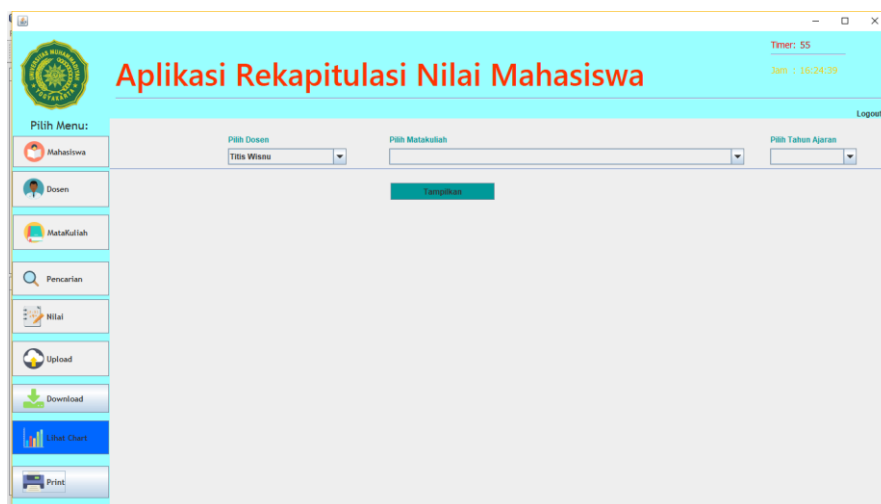 Timer: 55
Aplikasi Rekapitulasi Nilai Mahasiswa
Jam : 16:24:39
Logout
Pilih Menu:
Pilih Dosen
Pilih Matakuliah
Pilih Tahun Ajaran
Mahasiswa
Titis Wisnu
Tampilkan
Dosen
MataKuliah
Pencarian
Nilai
Upload
Download
Lihat Chart
Print